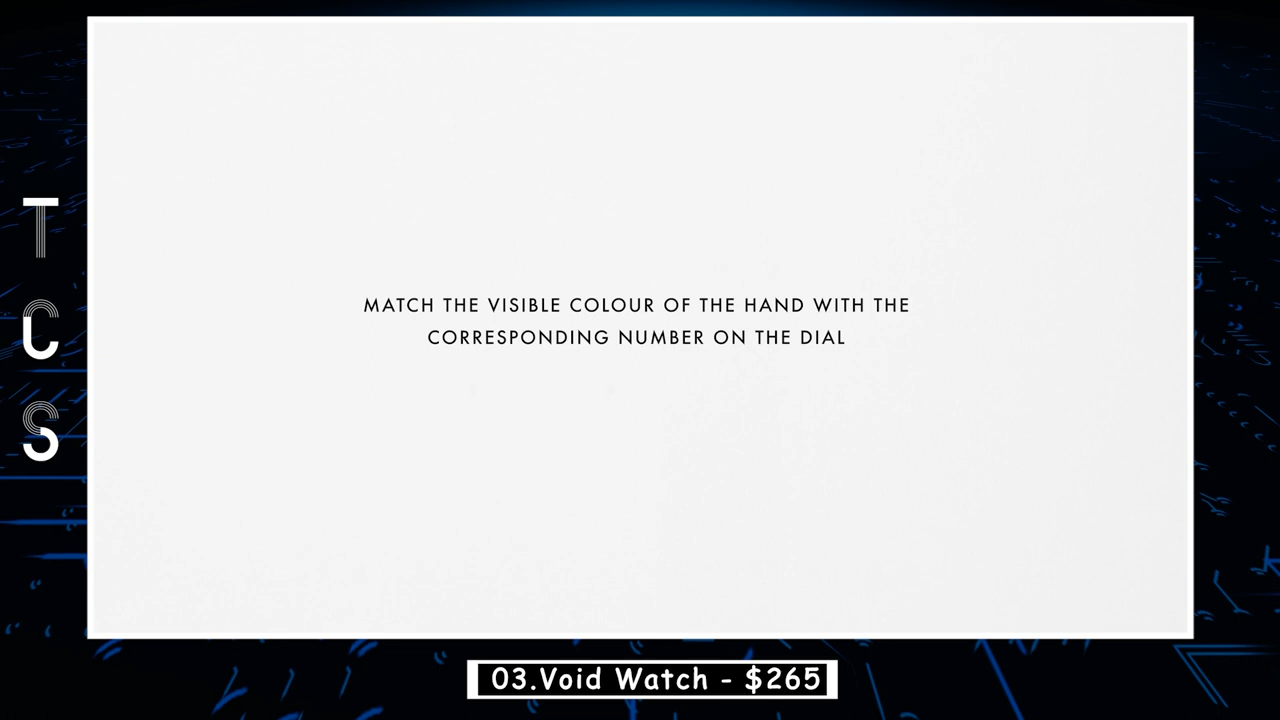 T
C
S
MATCH THE VISIBLE COLOUR OF THE HAND WITH THE
CORRESPONDING NUMBER ON THE DIAL
03.Void Watch - $265